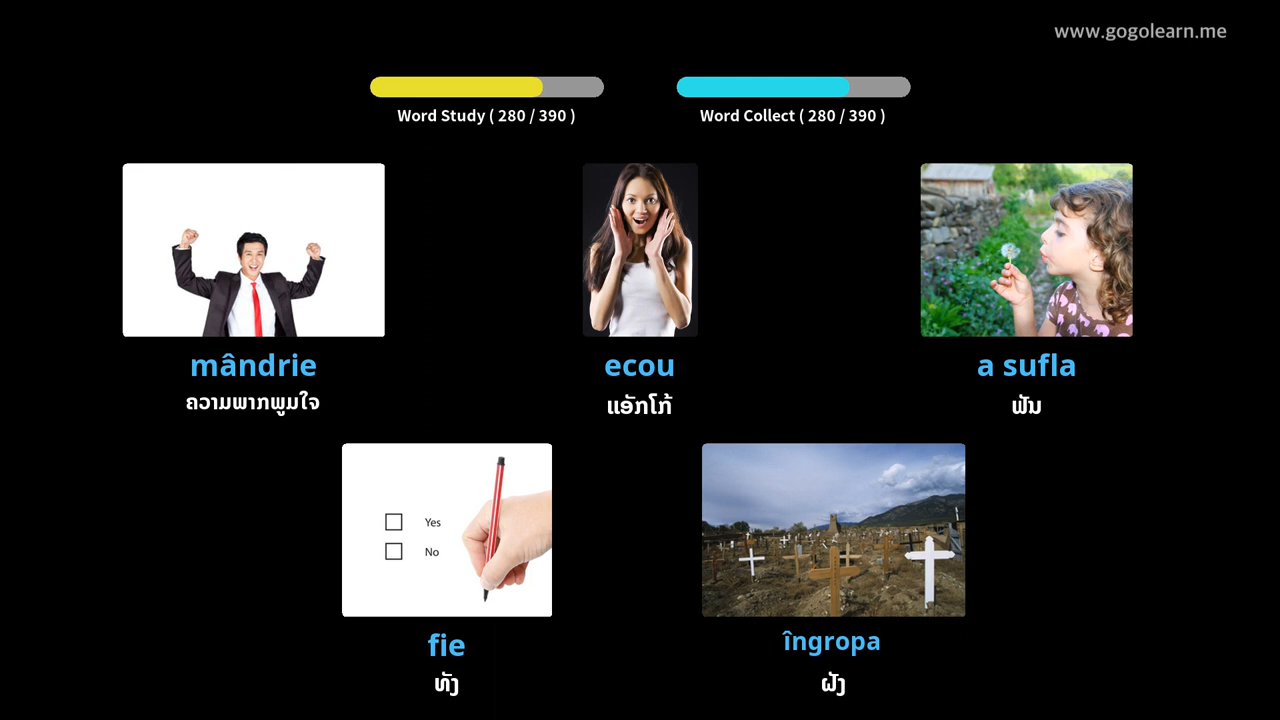 www.gogolearn.me
Word Study ( 280 / 390 )
Word Collect ( 280 / 390 )
mândrie
ຄວາມພາກພູມໃຈ
ecou
ແອັກໂກ້
a sufla
ຟັນ
Yes
No
fie
ທັງ
îngropa
ຝັງ